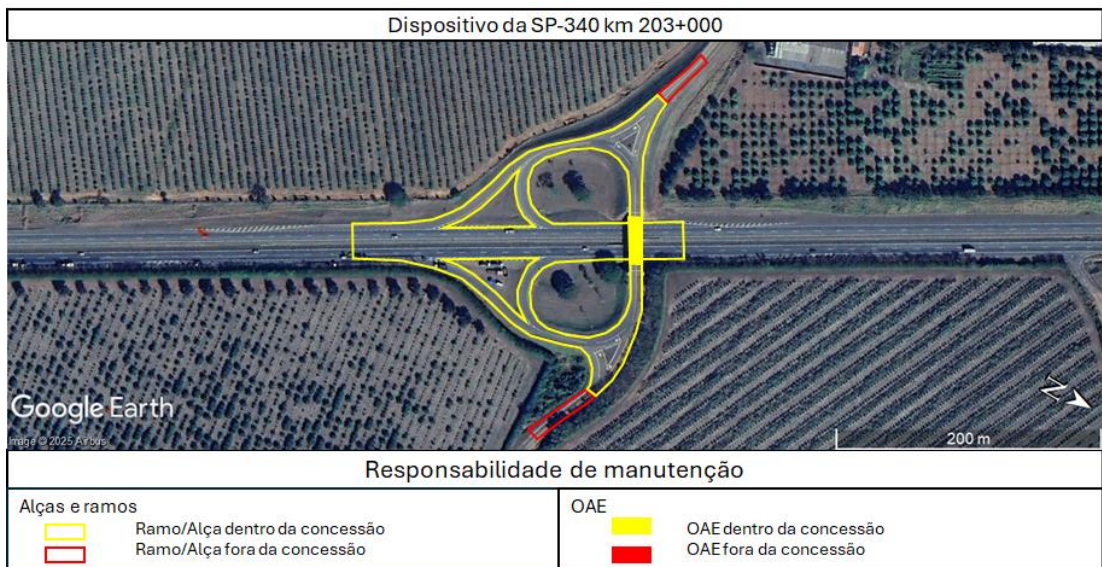 Dispositivo da SP-340 km 203+000
N
Google Earth
Image © 2025 Airbus
200 m
Responsabilidade de manutenção
Alças e ramos
Ramo/Alça dentro da concessão
Ramo/Alça fora da concessão
OAE
OAE dentro da concessão
OAE fora da concessão